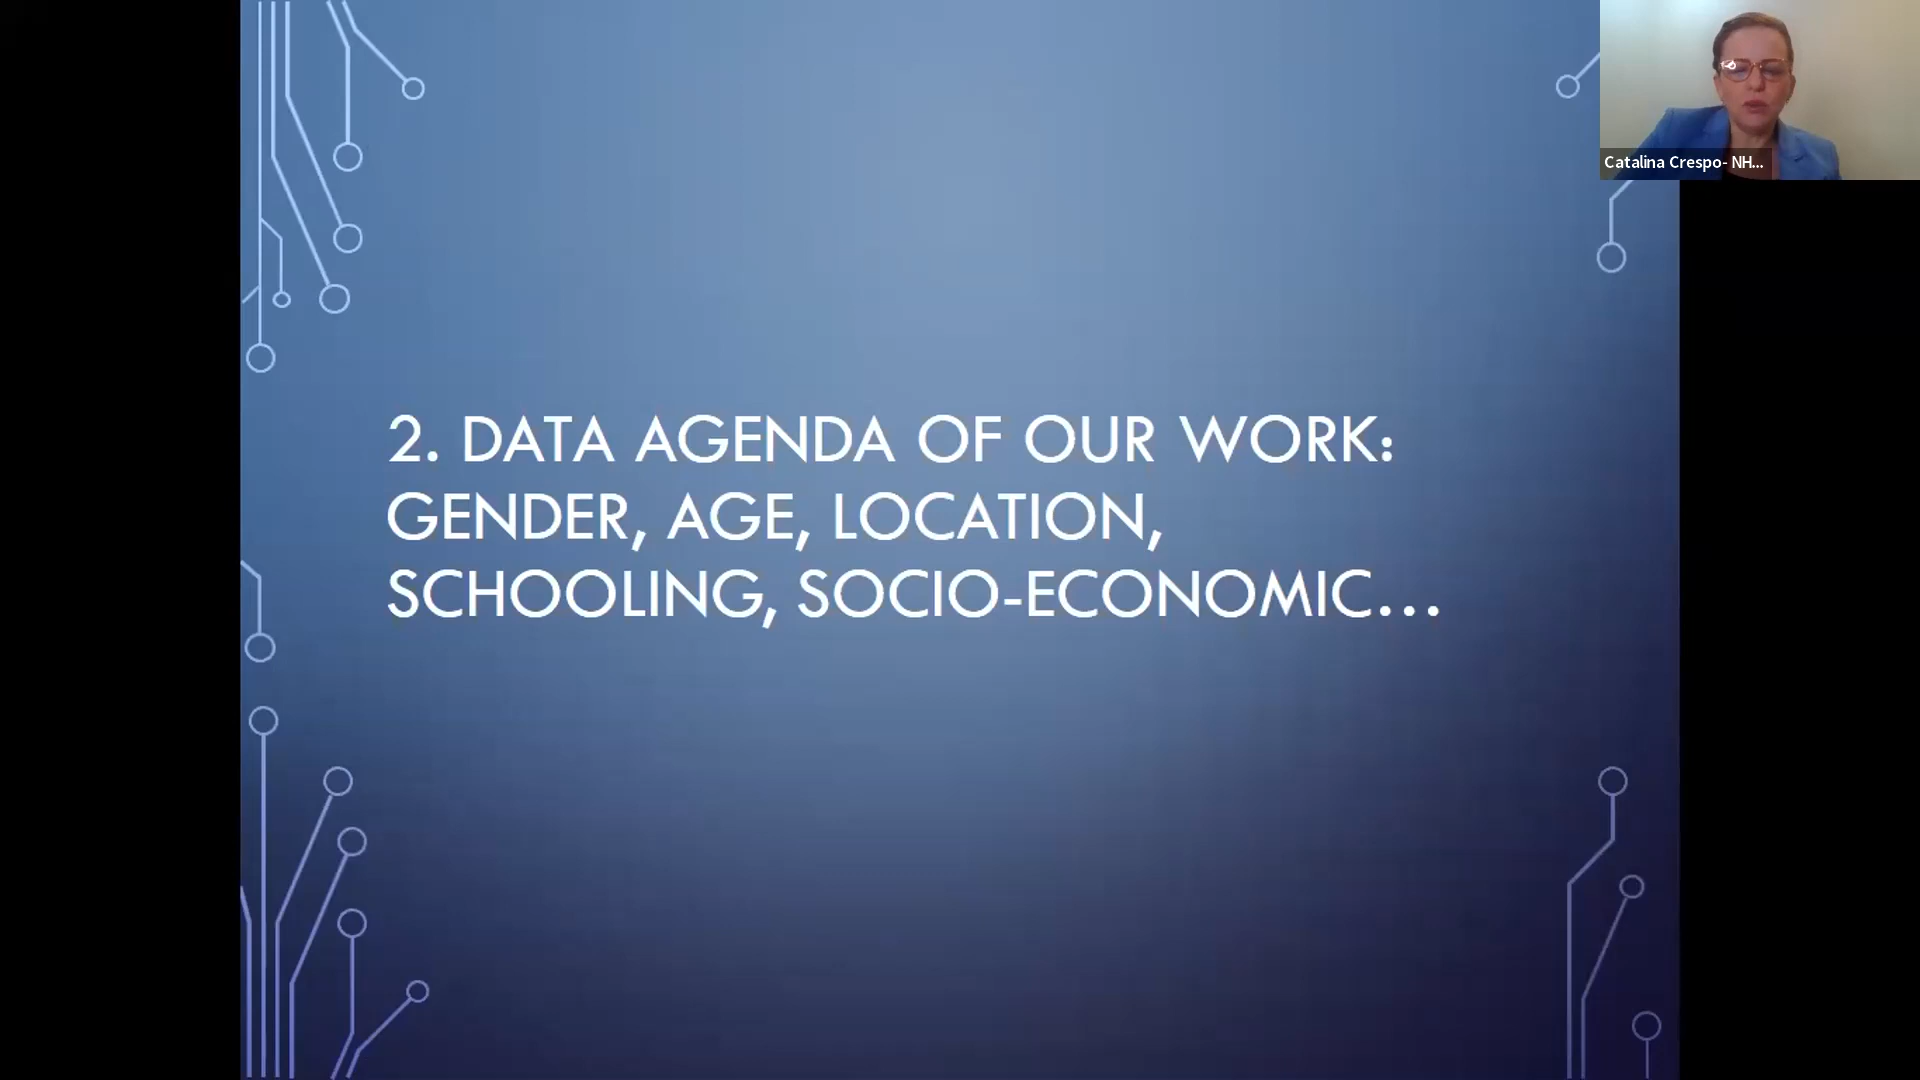 Catalina Crespo- NH...
2. DATA AGENDA OF OUR WORK:
GENDER, AGE, LOCATION,
SCHOOLING, SOCIO-ECONOMIC...